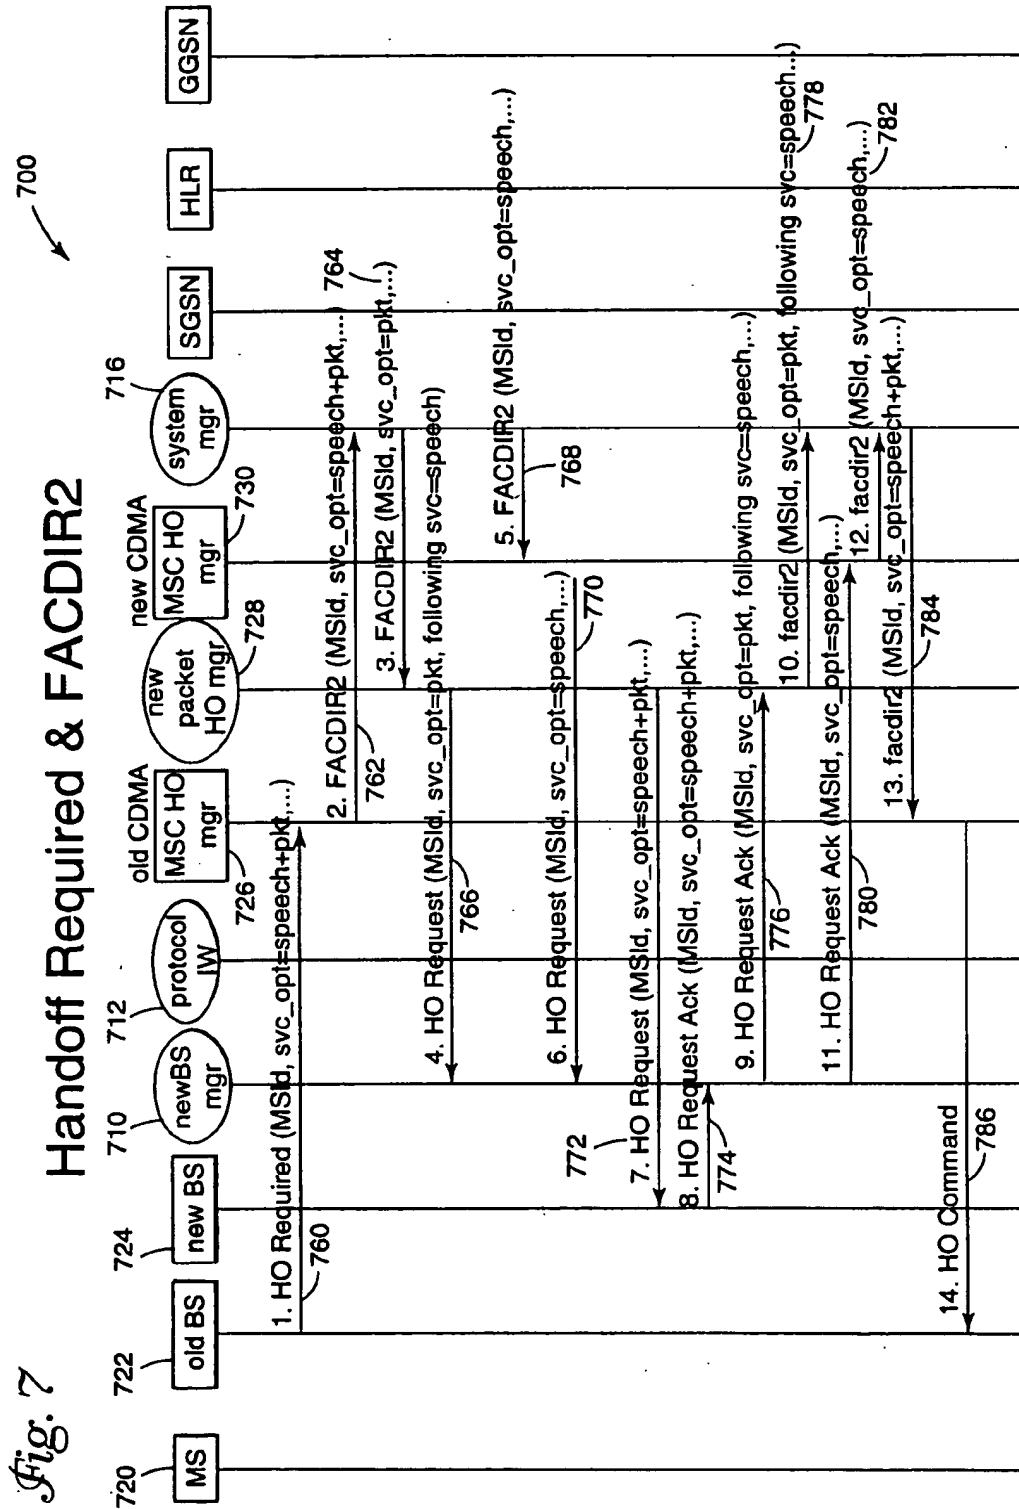 Fig. 7
Handoff Required & FACDIR2
700
720
MS
722
old BS
724
new BS
710
newBS
mgr
712
protocol
IW
old CDMA
MSC HO
mgr
726
new
packet
HO mgr
728
new CDMA
MSC HO
mgr
730
716
system
mgr
SGSN
HLR
GGSN
1. HO Required (MSId, svc_opt=speech+pkt,...)
760
2. FACDIR2 (MSId, svc_opt=speech+pkt,...)
762
764
3. FACDIR2 (MSId, svc_opt=pkt,...)
4. HO Request (MSId, svc_opt=pkt, following svc=speech)
766
5. FACDIR2 (MSId, svc_opt=speech,...)
768
6. HO Request (MSId, svc_opt=speech,...)
770
772
7. HO Request (MSId, svc_opt=speech+pkt,...)
8. HO Request Ack (MSId, svc_opt=speech+pkt,...)
774
9. HO Request Ack (MSId, svc_opt=pkt, following svc=speech,...)
776
10. facdir2 (MSId, svc_opt=pkt, following svc=speech...)
778
11. HO Request Ack (MSId, svc_opt=speech,...)
780
12. facdir2 (MSId, svc_opt=speech,...)
782
13. facdir2 (MSId, svc_opt=speech+pkt,...)
784
14. HO Command
786